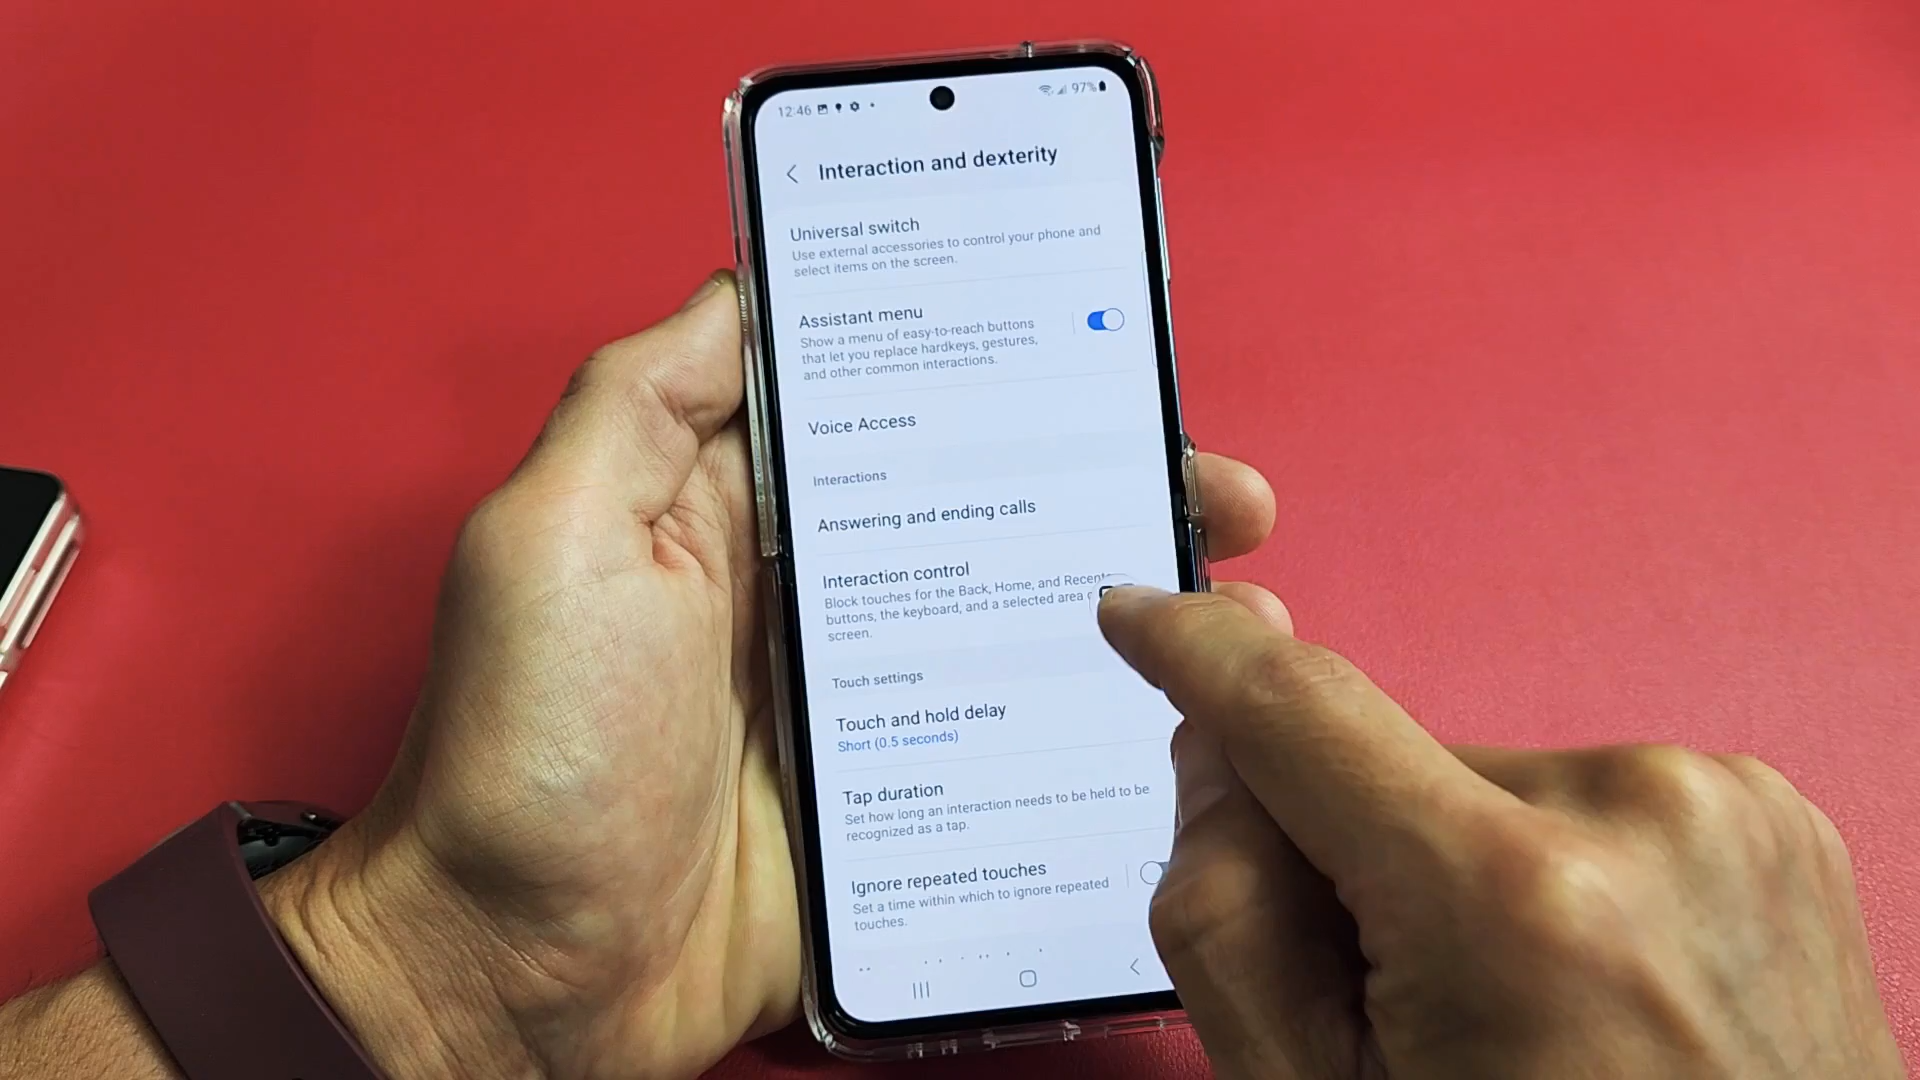 12:46
97%
Interaction and dexterity
Universal switch
Use external accessories to control your phone and
select items on the screen.
Assistant menu
Show a menu of easy-to-reach buttons
that let you replace hardkeys, gestures,
and other common interactions.
Voice Access
Interactions
Answering and ending calls
Interaction control
Block touches for the Back, Home, and Recent
buttons, the keyboard, and a selected area
screen.
Touch settings
Touch and hold delay
Short (0.5 seconds)
Tap duration
Set how long an interaction needs to be held to be
recognized as a tap.
Ignore repeated touches
Set a time within which to ignore repeated
touches.